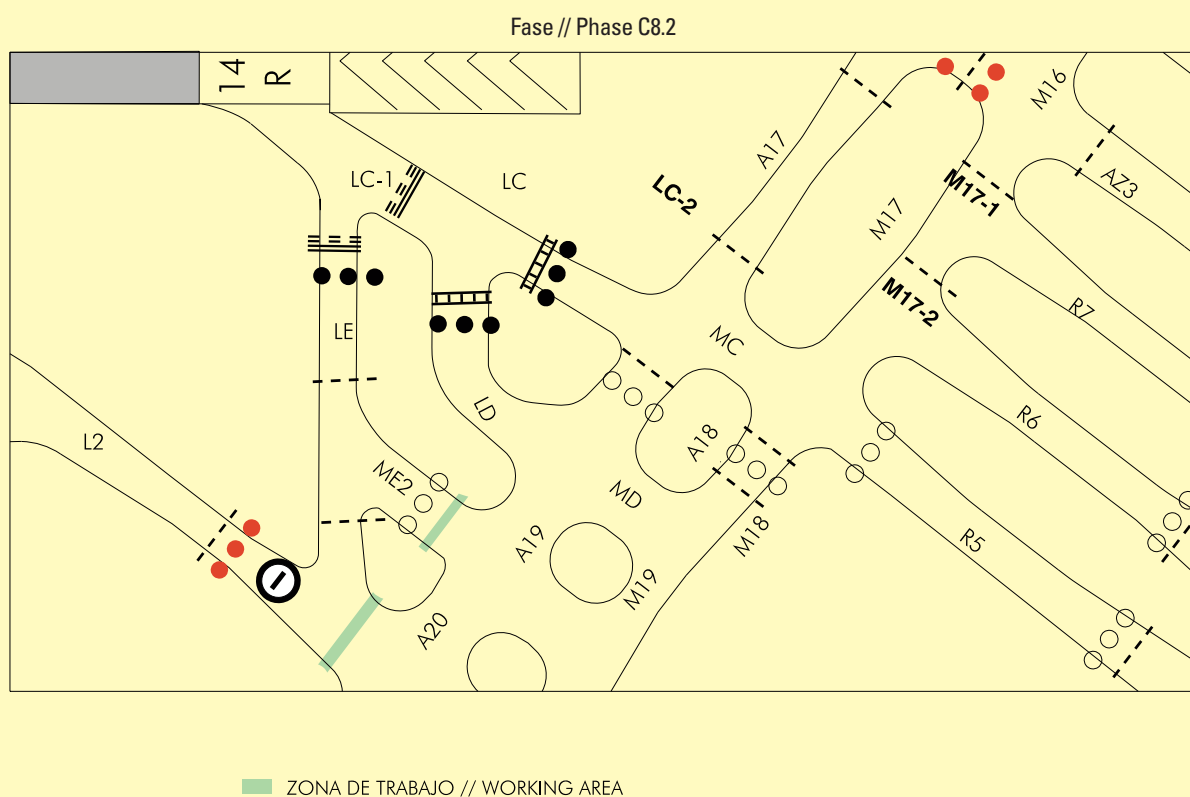 Fase // Phase C8.2
14
R
M16
A17
LC-1
LC
AZ3
LC-2
M17-1
M17
M17-2
R7
LE
MC
LD
R6
L2
A18
ME2
MD
M18
A19
R5
M19
A20
ZONA DE TRABAJO // WORKING AREA